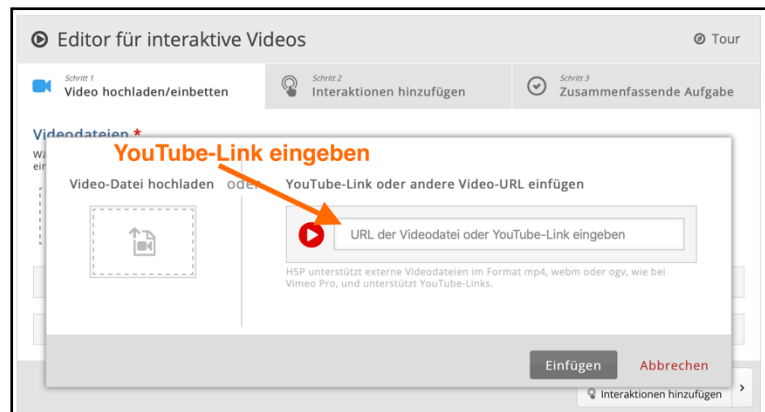 Editor für interaktive Videos
Tour
Schritt 1
Video hochladen/einbetten
Schritt 2
Interaktionen hinzufügen
Schritt 3
Zusammenfassende Aufgabe
Videodateien *
YouTube-Link eingeben
Video-Datei hochladen oder
YouTube-Link oder andere Video-URL einfügen
URL der Videodatei oder YouTube-Link eingeben
H5P unterstützt externe Videodateien im Format mp4, webm oder ogv, wie bei
Vimeo Pro, und unterstützt YouTube-Links.
Einfügen
Abbrechen
Interaktionen hinzufügen